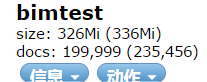 bimtest
size: 326Mi (336Mi)
docs: 199,999 (235,456)
信息 动作